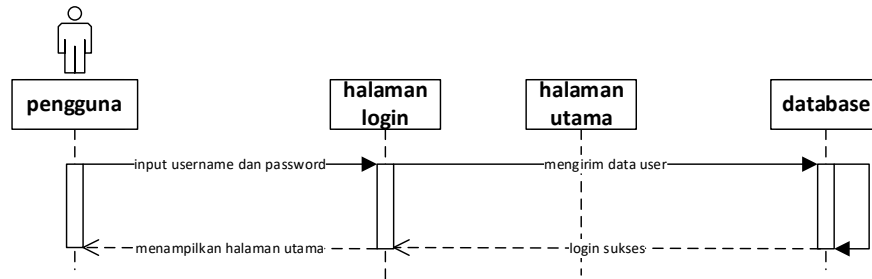 pengguna
halaman
login
halaman
utama
database
input username dan password
mengirim data user
menampilkan halaman utama
login sukses